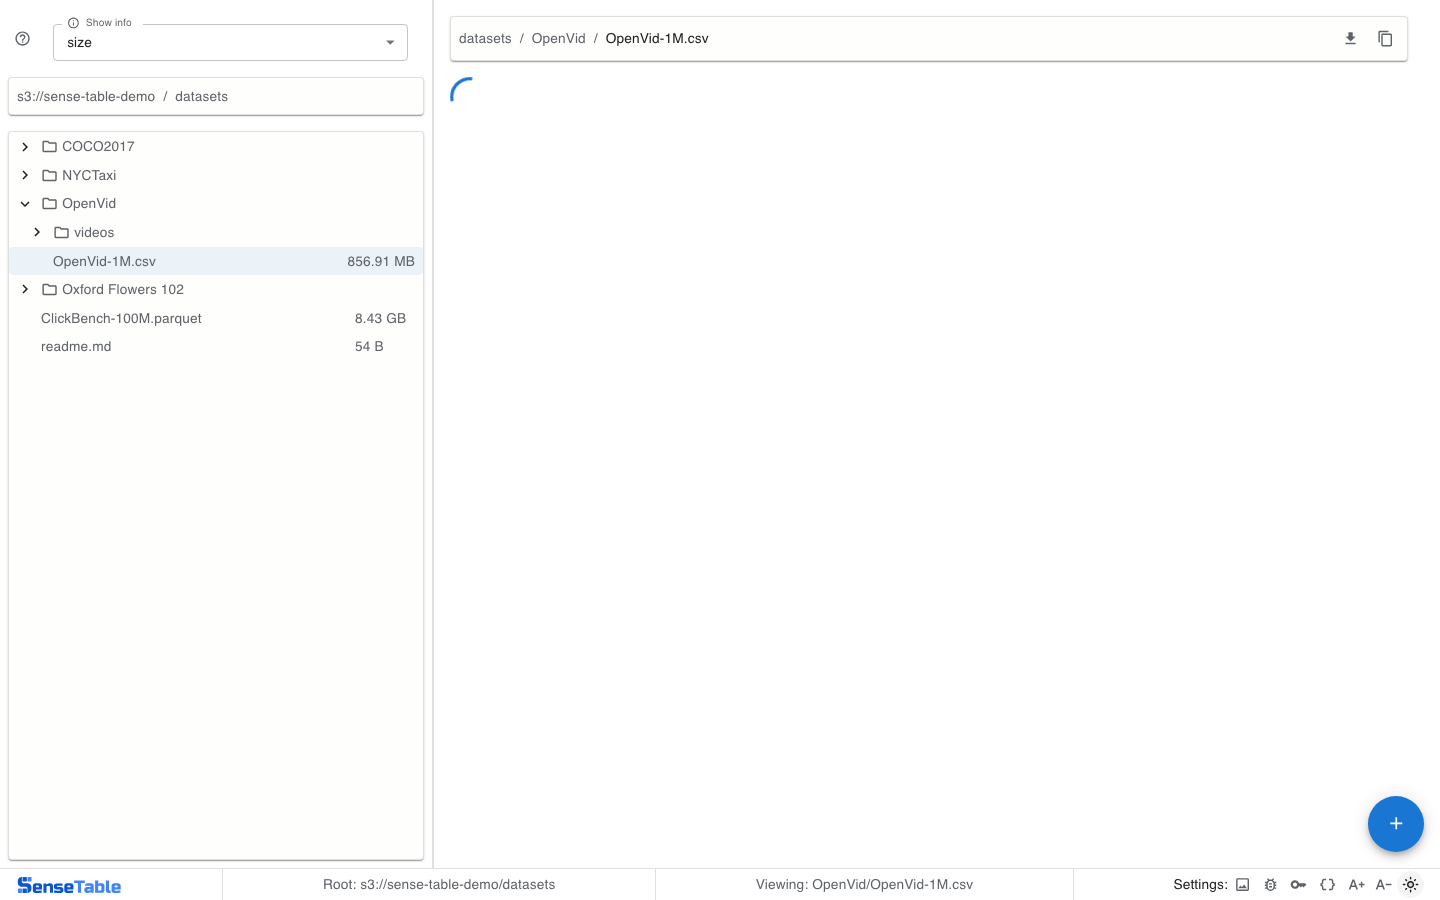 Show info
size
s3://sense-table-demo / datasets
COCO2017
NYCTaxi
OpenVid
videos
OpenVid-1M.csv 856.91 MB
Oxford Flowers 102
ClickBench-100M.parquet 8.43 GB
readme.md 54 B
datasets / OpenVid / OpenVid-1M.csv
SenseTable
Root: s3://sense-table-demo/datasets
Viewing: OpenVid/OpenVid-1M.csv
Settings: A+ A-